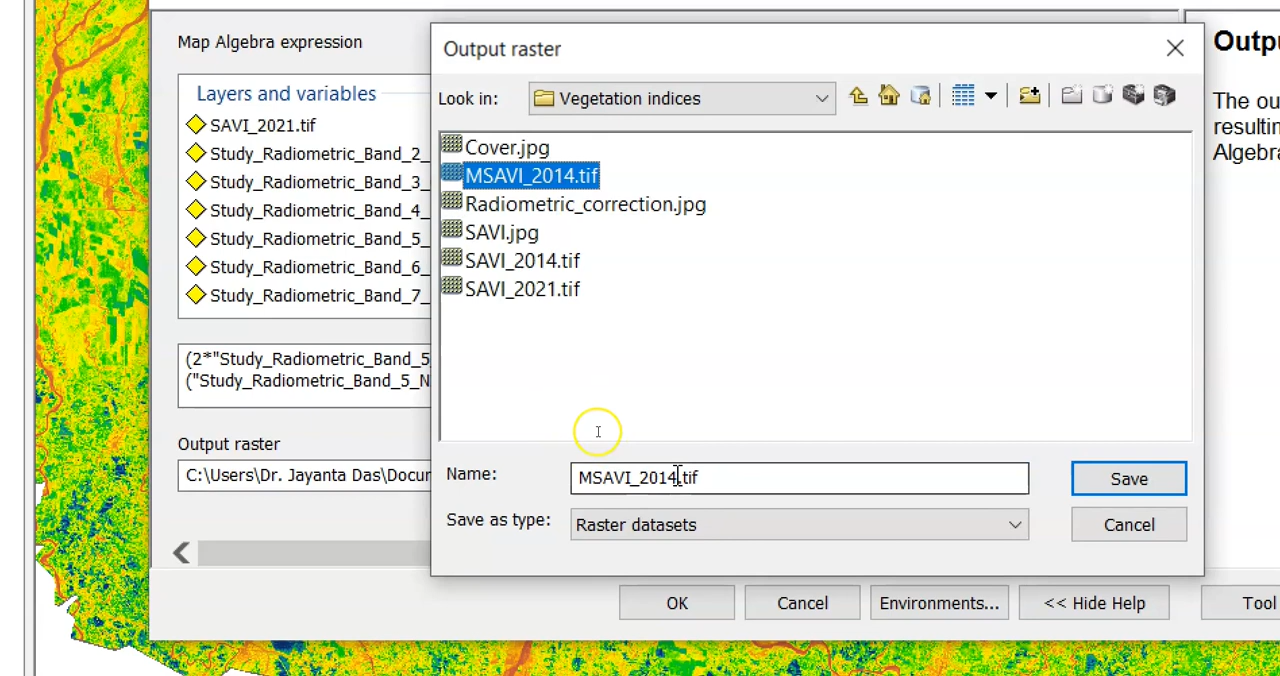 Map Algebra expression
Layers and variables
SAVI_2021.tif
Study_Radiometric_Band_2_
Study_Radiometric_Band_3_
Study_Radiometric_Band_4_
Study_Radiometric_Band_5_
Study_Radiometric_Band_6_
Study_Radiometric_Band_7_
(2*"Study_Radiometric_Band_5
("Study_Radiometric_Band_5_N
Output raster
C:\Users\Dr. Jayanta Das\Docur
Output raster
Look in: Vegetation indices
Cover.jpg
MSAVI_2014.tif
Radiometric_correction.jpg
SAVI.jpg
SAVI_2014.tif
SAVI_2021.tif
Name: MSAVI_2014.tif Save
Save as type: Raster datasets Cancel
OK Cancel Environments... << Hide Help Tool
Outpu
The ou
resultin
Algebra